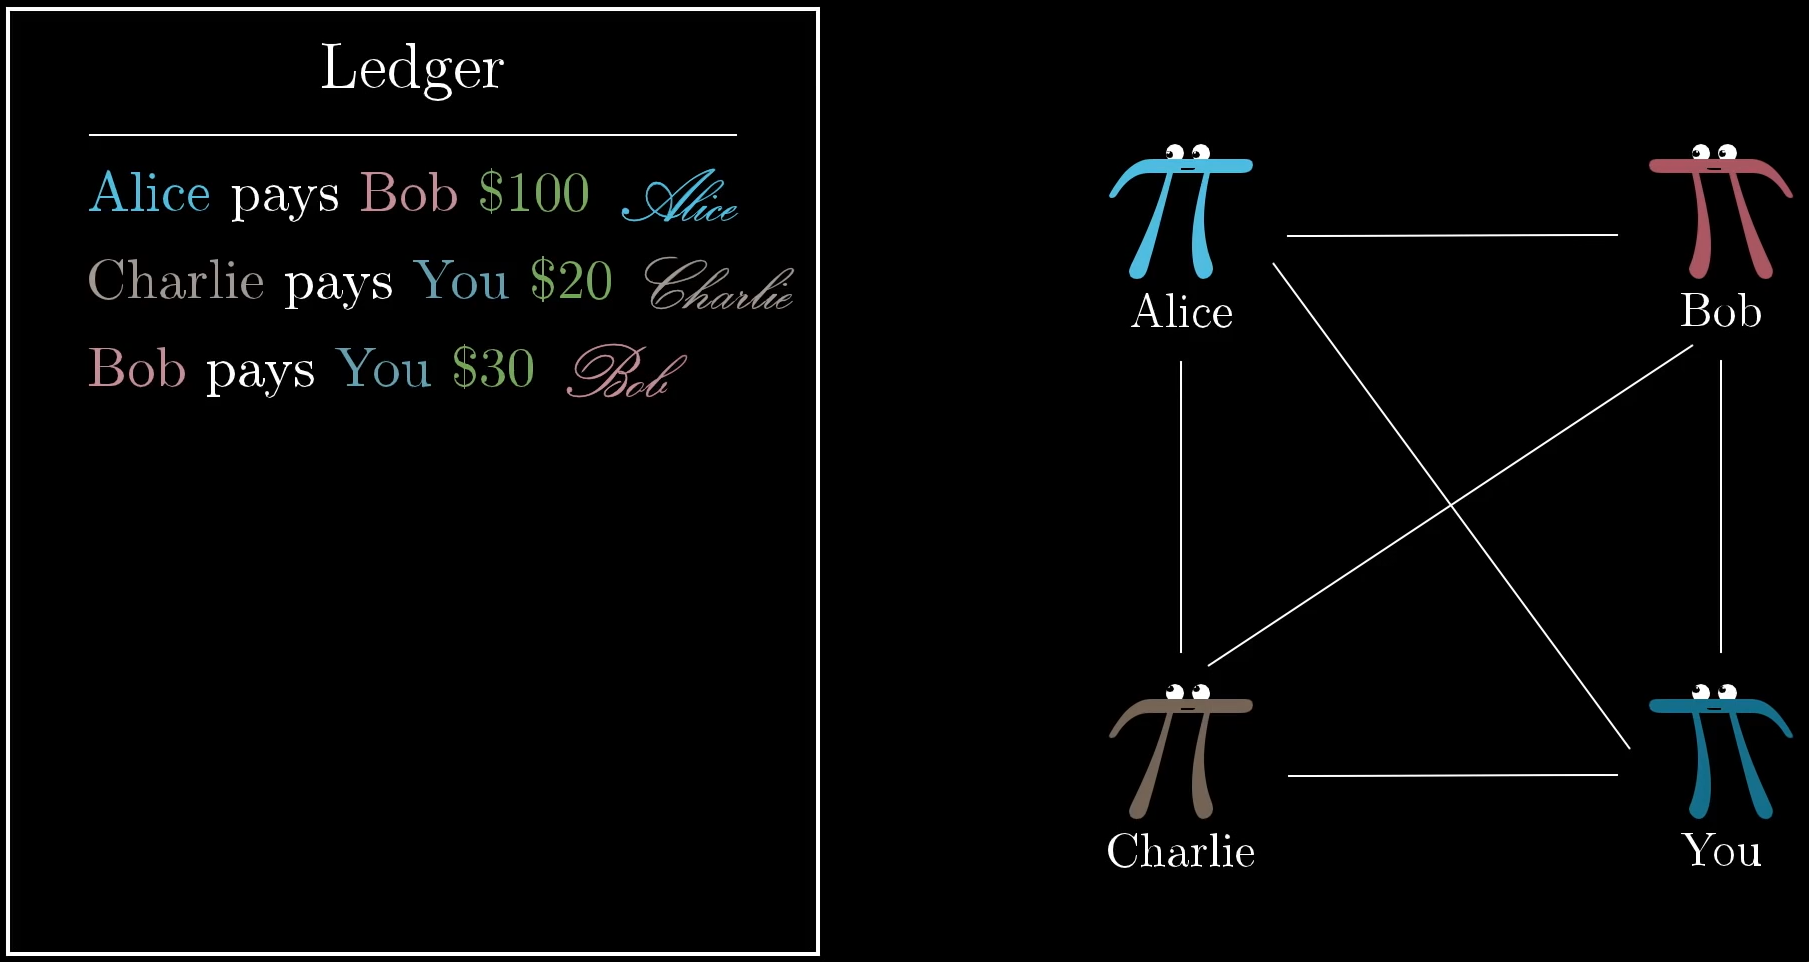 Ledger
Alice pays Bob $100 Alice
Charlie pays You $20 Charlie
Bob pays You $30 Bob
Alice
Bob
Charlie
You